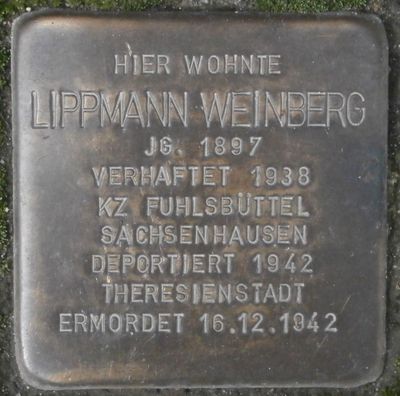 HIER WOHNTE
LIPPMANN WEINBERG
JG. 1897
VERHAFTET 1938
KZ FUHLSBÜTTEL
SACHSENHAUSEN
DEPORTIERT 1942
THERESIENSTADT
ERMORDET 16.12.1942